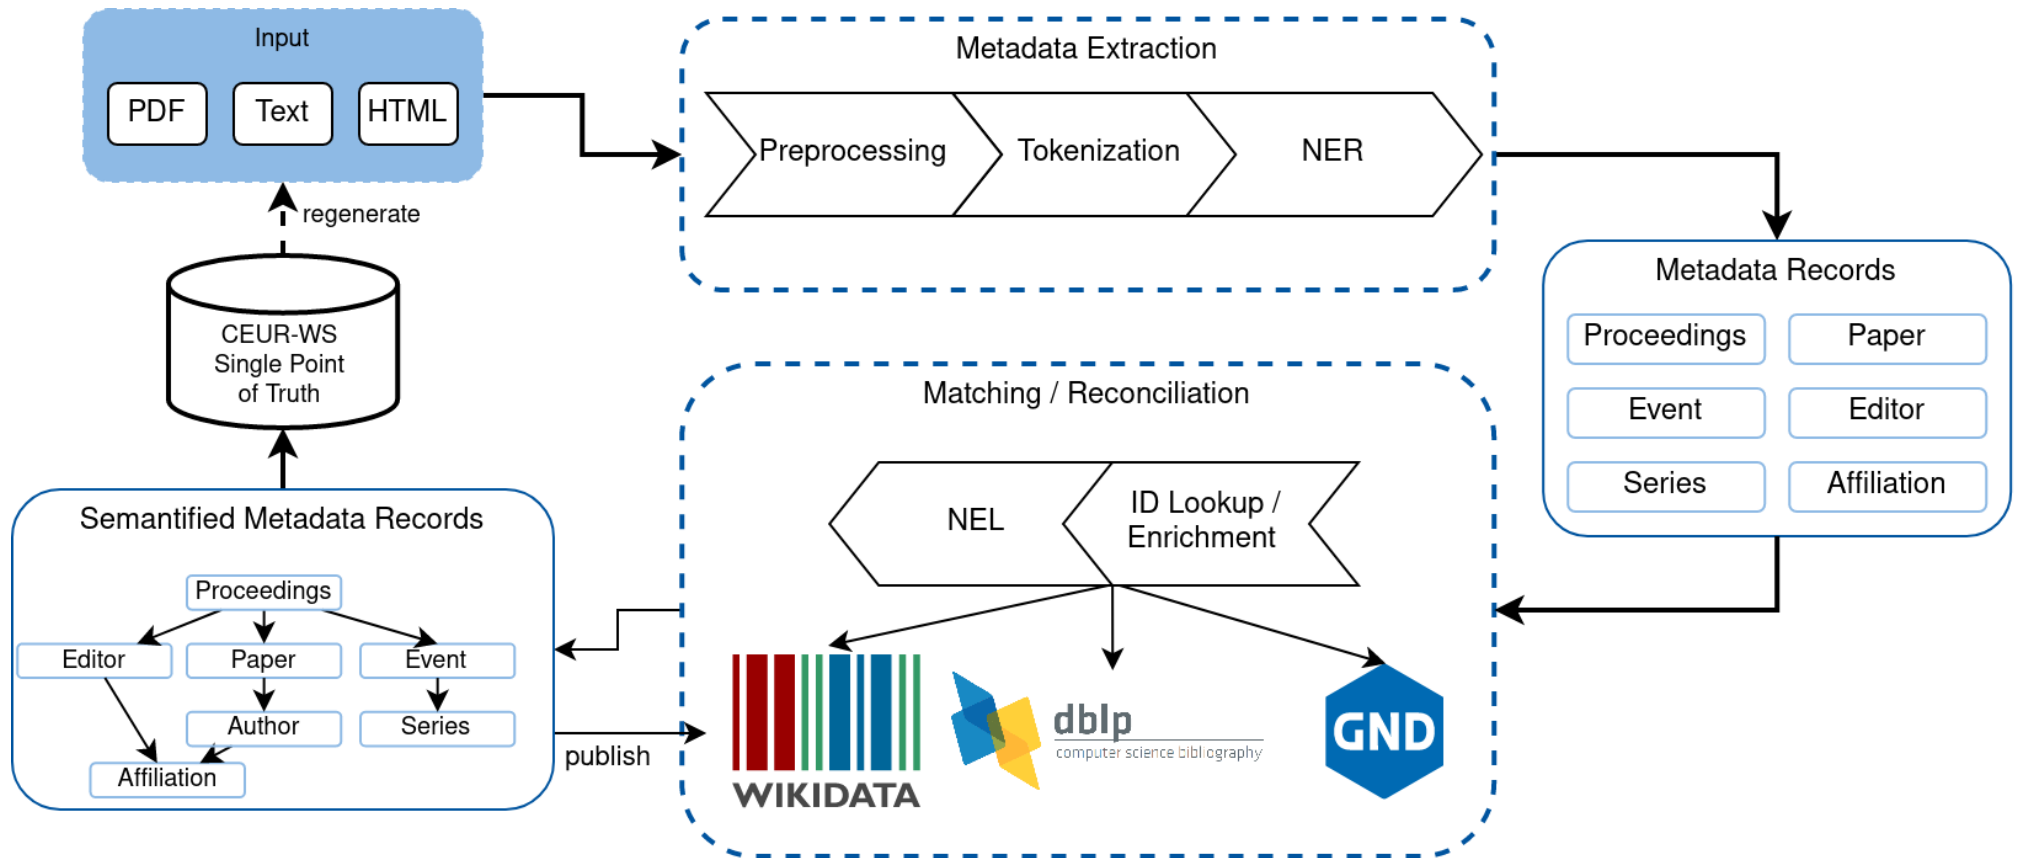 Input
PDF
Text
HTML
Metadata Extraction
Preprocessing
Tokenization
NER
regenerate
Metadata Records
Proceedings
Paper
Event
Editor
Series
Affiliation
CEUR-WS
Single Point
of Truth
Matching / Reconciliation
NEL
ID Lookup /
Enrichment
WIKIDATA
dblp
computer science bibliography
GND
Semantified Metadata Records
Proceedings
Editor
Paper
Event
Author
Series
Affiliation
publish